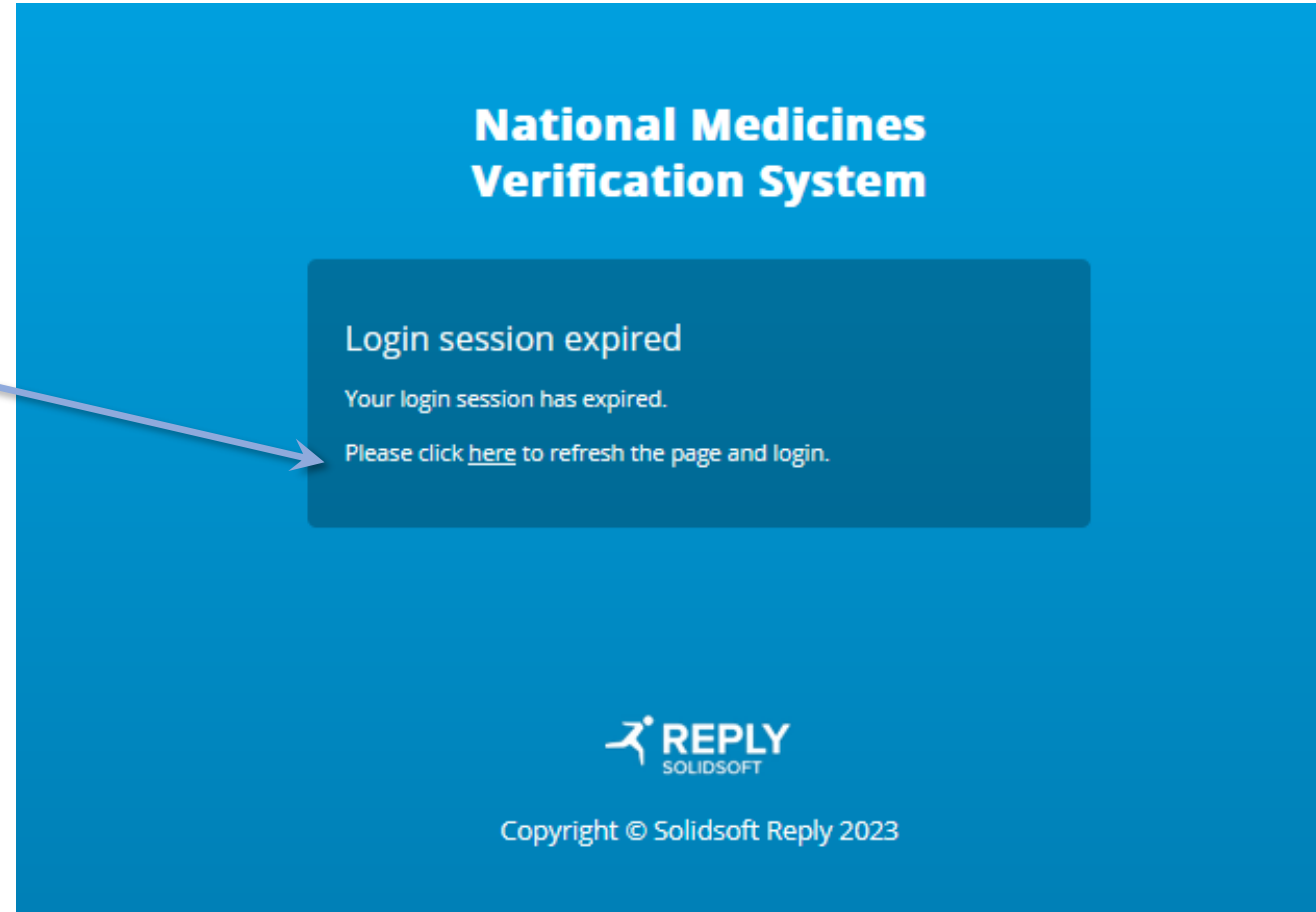 National Medicines
Verification System
Login session expired
Your login session has expired.
Please click here to refresh the page and login.
REPLY
SOLIDSOFT
Copyright © Solidsoft Reply 2023